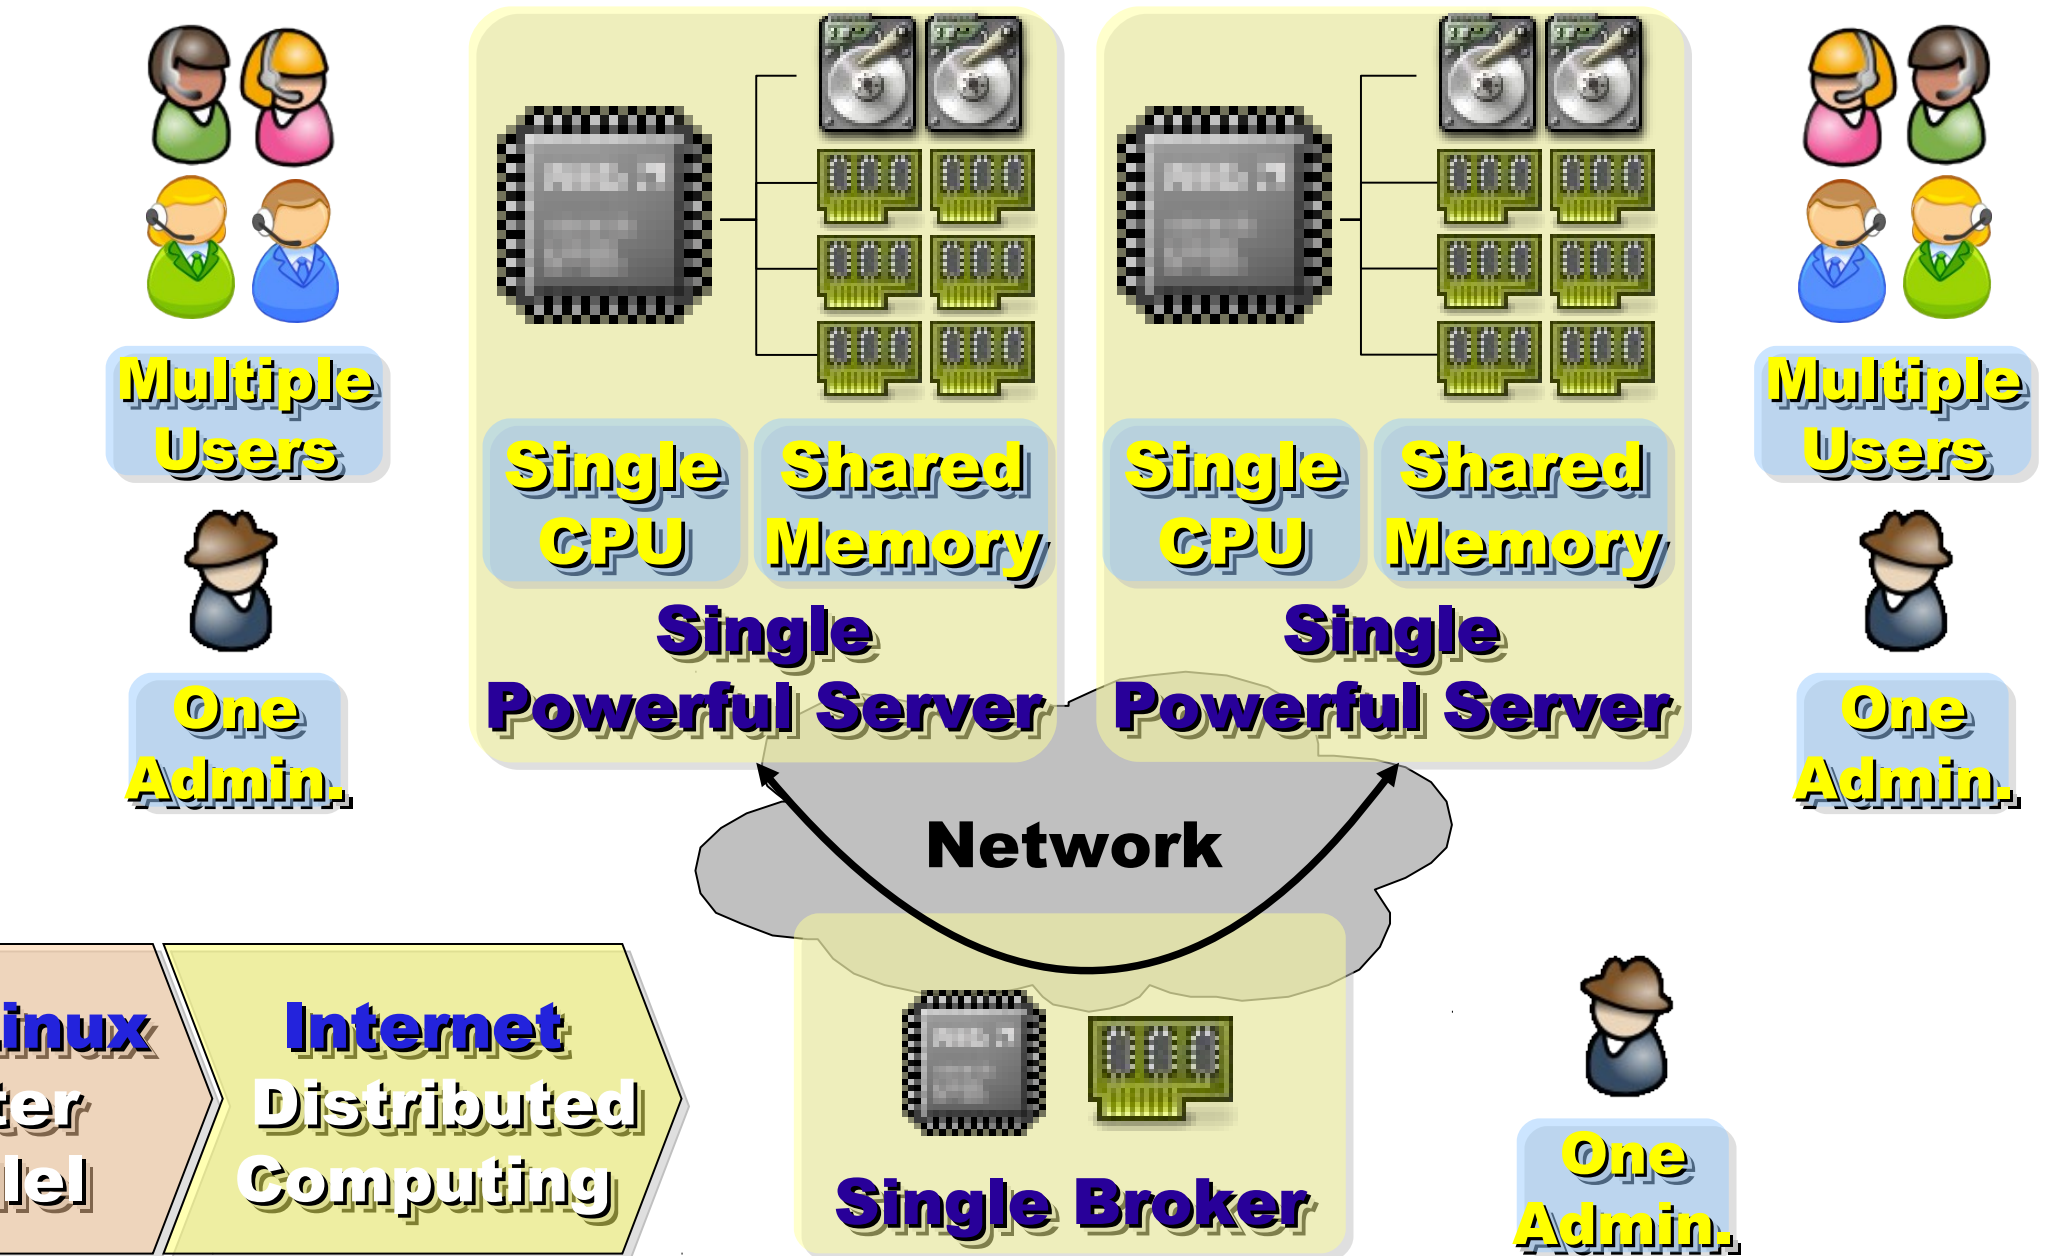 Multiple
Users
One
Admin.
Single
CPU
Shared
Memory
Single
Powerful Server
Single
CPU
Shared
Memory
Single
Powerful Server
Multiple
Users
One
Admin.
Network
inux
ter
lel
Internet
Distributed
Computing
Single Broker
One
Admin.